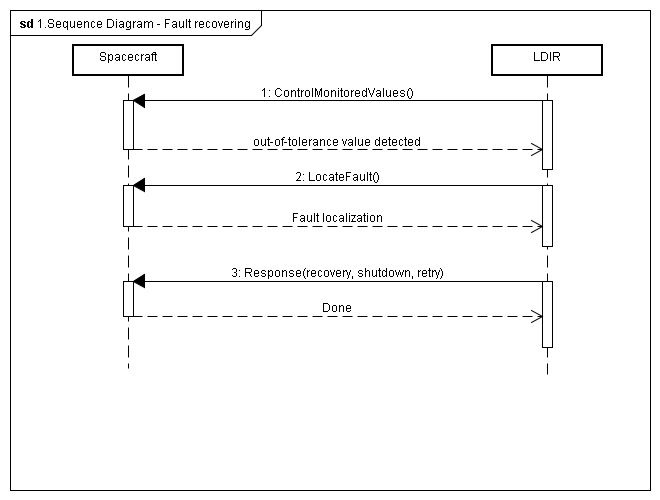 sd 1.Sequence Diagram - Fault recovering
Spacecraft
LDIR
1: ControlMonitoredValues()
out-of-tolerance value detected
2: LocateFault()
Fault localization
3: Response(recovery, shutdown, retry)
Done